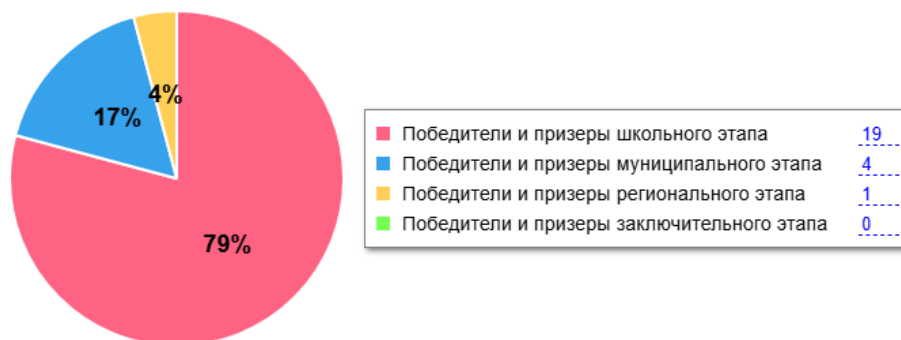 4%
17%
79%
Победители и призеры школьного этапа 19
Победители и призеры муниципального этапа 4
Победители и призеры регионального этапа 1
Победители и призеры заключительного этапа 0